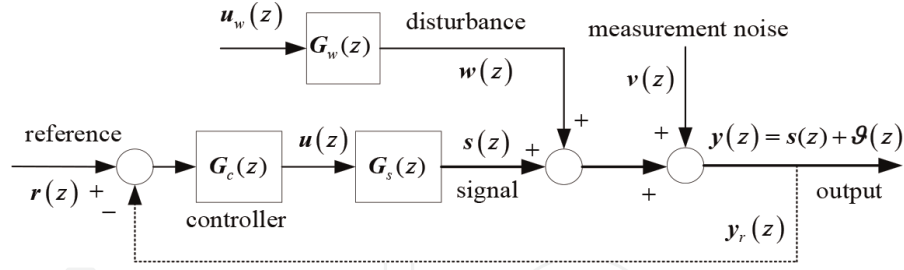 u_w(z)
G_w(z)
disturbance
w(z)
measurement noise
v(z)
reference
r(z)
+
−
G_c(z)
controller
u(z)
G_s(z)
s(z)
signal
+
+
+
+
y(z) = s(z) + ϑ(z)
output
y_r(z)